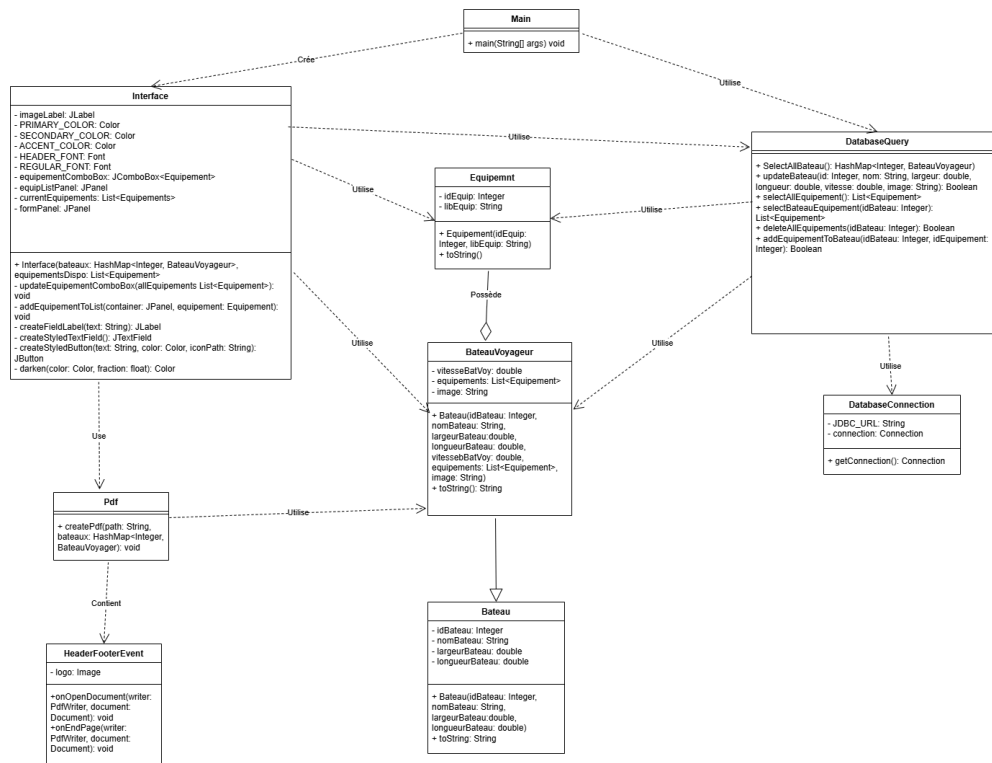 Main
+ main(String[] args) void
Crée
Utilise
Interface
- imageLabel: JLabel
- PRIMARY_COLOR: Color
- SECONDARY_COLOR: Color
- ACCENT_COLOR: Color
- HEADER_FONT: Font
- REGULAR_FONT: Font
- equipementComboBox: JComboBox<Equipement>
- equipListPanel: JPanel
- currentEquipements: List<Equipements>
- formPanel: JPanel
+ Interface(bateaux: HashMap<Integer, BateauVoyageur>,
equipementsDispo: List<Equipement>
- updateEquipementComboBox(allEquipements List<Equipement>):
void
- addEquipementToList(container: JPanel, equipement: Equipement):
void
- createFieldLabel(text: String): JLabel
- createStyledTextField(): JTextField
- createStyledButton(text: String, color: Color, iconPath: String):
JButton
- darken(color: Color, fraction: float): Color
Utilise
Utilise
Utilise
Use
Equipemnt
- idEquip: Integer
- libEquip: String
+ Equipement(idEquip:
Integer, libEquip: String)
+ toString()
Possède
DatabaseQuery
+ SelectAllBateau(): HashMap<Integer, BateauVoyageur)
+ updateBateau(id: Integer, nom: String, largeur: double,
longueur: double, vitesse: double, image: String): Boolean
+ selectAllEquipement(): List<Equipement>
+ selectBateauEquipement(idBateau: Integer):
List<Equipement>
+ deleteAllEquipements(idBateau: Integer): Boolean
+ addEquipementToBateau(idBateau: Integer, idEquipement:
Integer): Boolean
Utilise
Utilise
Utilise
BateauVoyageur
- vitesseBatVoy: double
- equipements: List<Equipement>
- image: String
+ Bateau(idBateau: Integer,
nomBateau: String,
largeurBateau:double,
longueurBateau: double,
vitessebBatVoy: double,
equipements: List<Equipement>,
image: String)
+ toString(): String
DatabaseConnection
- JDBC_URL: String
- connection: Connection
+ getConnection(): Connection
Pdf
+ createPdf(path: String,
bateaux: HashMap<Integer,
BateauVoyager): void
Utilise
Contient
HeaderFooterEvent
- logo: Image
+onOpenDocument(writer:
PdfWriter, document:
Document): void
+onEndPage(writer:
PdfWriter, document:
Document): void
Bateau
- idBateau: Integer
- nomBateau: String
- largeurBateau: double
- longueurBateau: double
+ Bateau(idBateau: Integer,
nomBateau: String,
largeurBateau:double,
longueurBateau: double)
+ toString: String